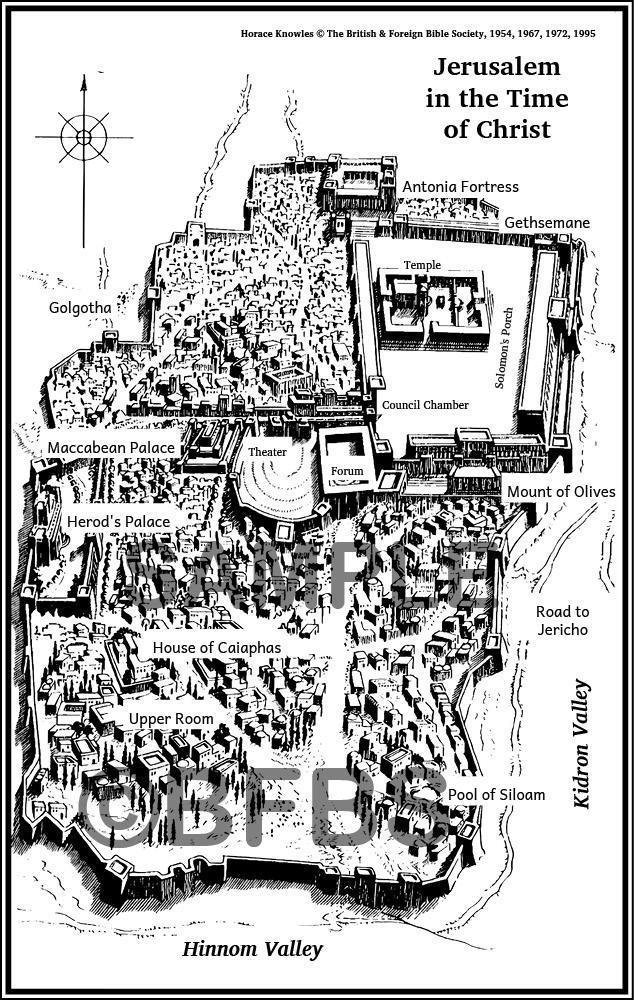 Horace Knowles © The British & Foreign Bible Society, 1954, 1967, 1972, 1995
Jerusalem
in the Time
of Christ
Antonia Fortress
Gethsemane
Temple
Golgotha
Solomon's Porch
Council Chamber
Maccabean Palace
Theater
Forum
Mount of Olives
Herod's Palace
SAMPLE
Road to
Jericho
House of Caiaphas
Kidron Valley
Upper Room
Pool of Siloam
©BFBS
Hinnom Valley